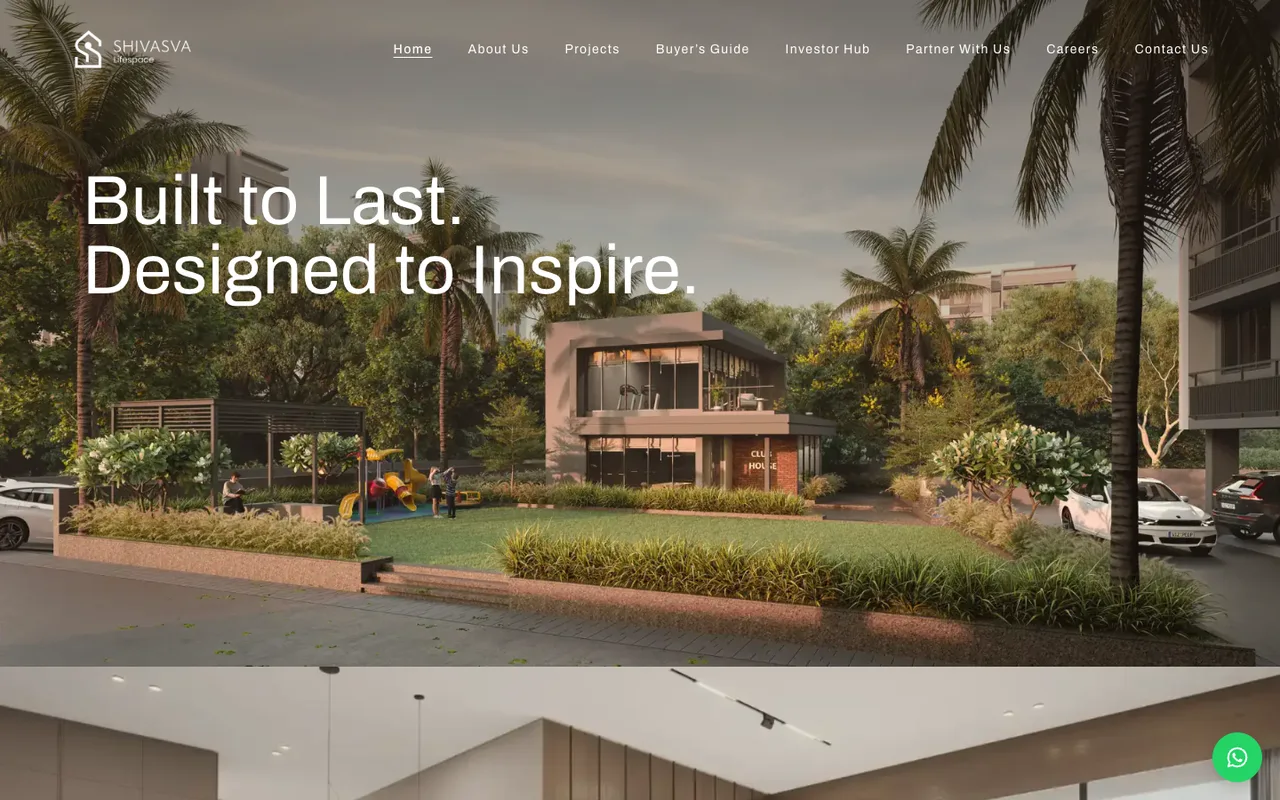 SHIVASVA
Lifespace
Home
About Us
Projects
Buyer's Guide
Investor Hub
Partner With Us
Careers
Contact Us
Built to Last.
Designed to Inspire.
CLUB
HOUSE